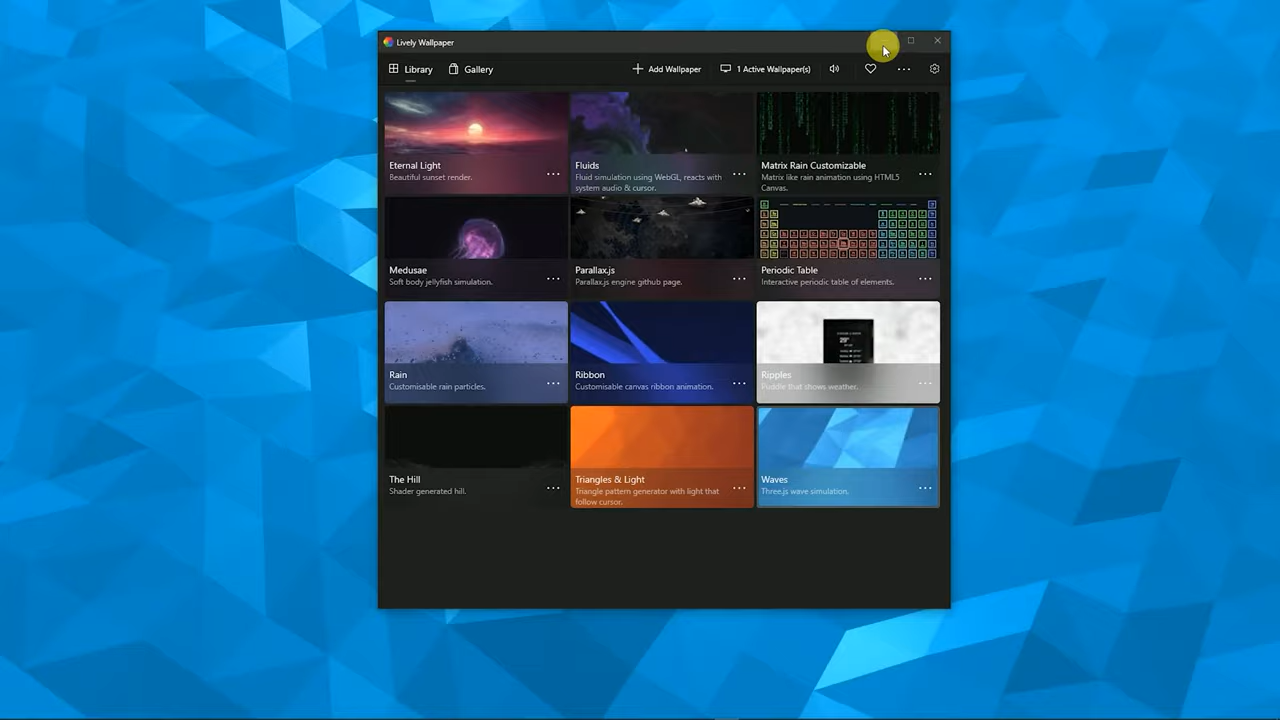 Lively Wallpaper
Library
Gallery
Add Wallpaper
1 Active Wallpaper(s)
Eternal Light
Beautiful sunset render.
Fluids
Fluid simulation using WebGL, reacts with
system audio & cursor.
Matrix Rain Customizable
Matrix like rain animation using HTML5
Canvas.
Medusae
Soft body jellyfish simulation.
Parallax.js
Parallax.js engine github page.
Periodic Table
Interactive periodic table of elements.
Rain
Customisable rain particles.
Ribbon
Customisable canvas ribbon animation.
Ripples
Puddle that shows weather.
The Hill
Shader generated hill.
Triangles & Light
Triangle pattern generator with light that
follow cursor.
Waves
Three.js wave simulation.